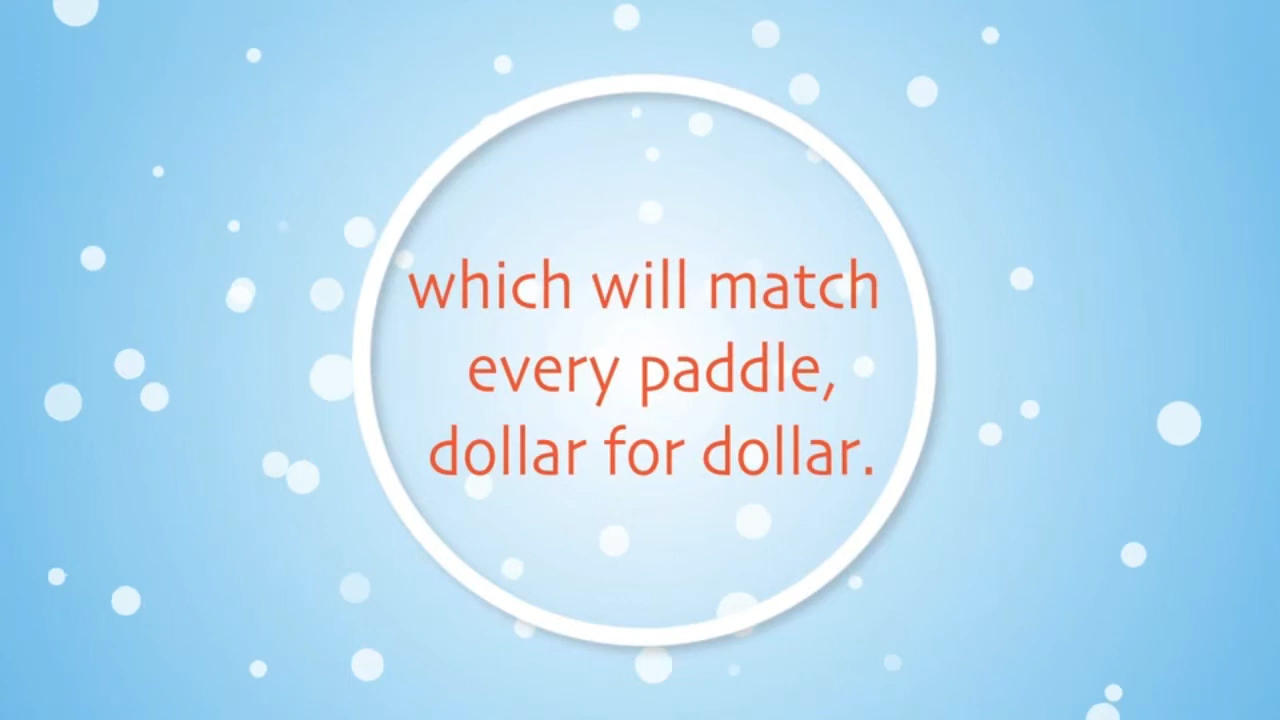 which will match
every paddle,
dollar for dollar.